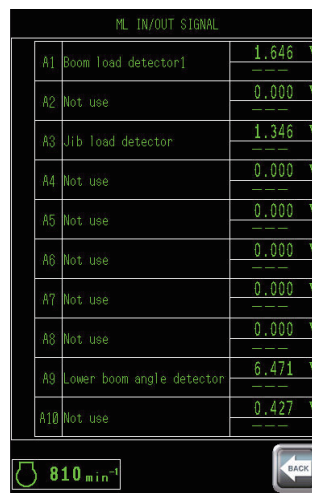 ML IN/OUT SIGNAL
A1 Boom load detector1 1.646 V
---
A2 Not use 0.000 V
---
A3 Jib load detector 1.346 V
---
A4 Not use 0.000 V
---
A5 Not use 0.000 V
---
A6 Not use 0.000 V
---
A7 Not use 0.000 V
---
A8 Not use 0.000 V
---
A9 Lower boom angle detector 6.471 V
---
A10 Not use 0.427 V
---
810 min⁻¹
BACK